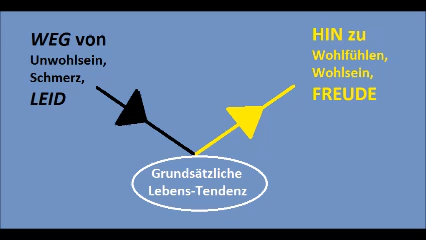 WEG von
Unwohlsein,
Schmerz,
LEID
HIN zu
Wohlfühlen,
Wohlsein,
FREUDE
Grundsätzliche
Lebens-Tendenz